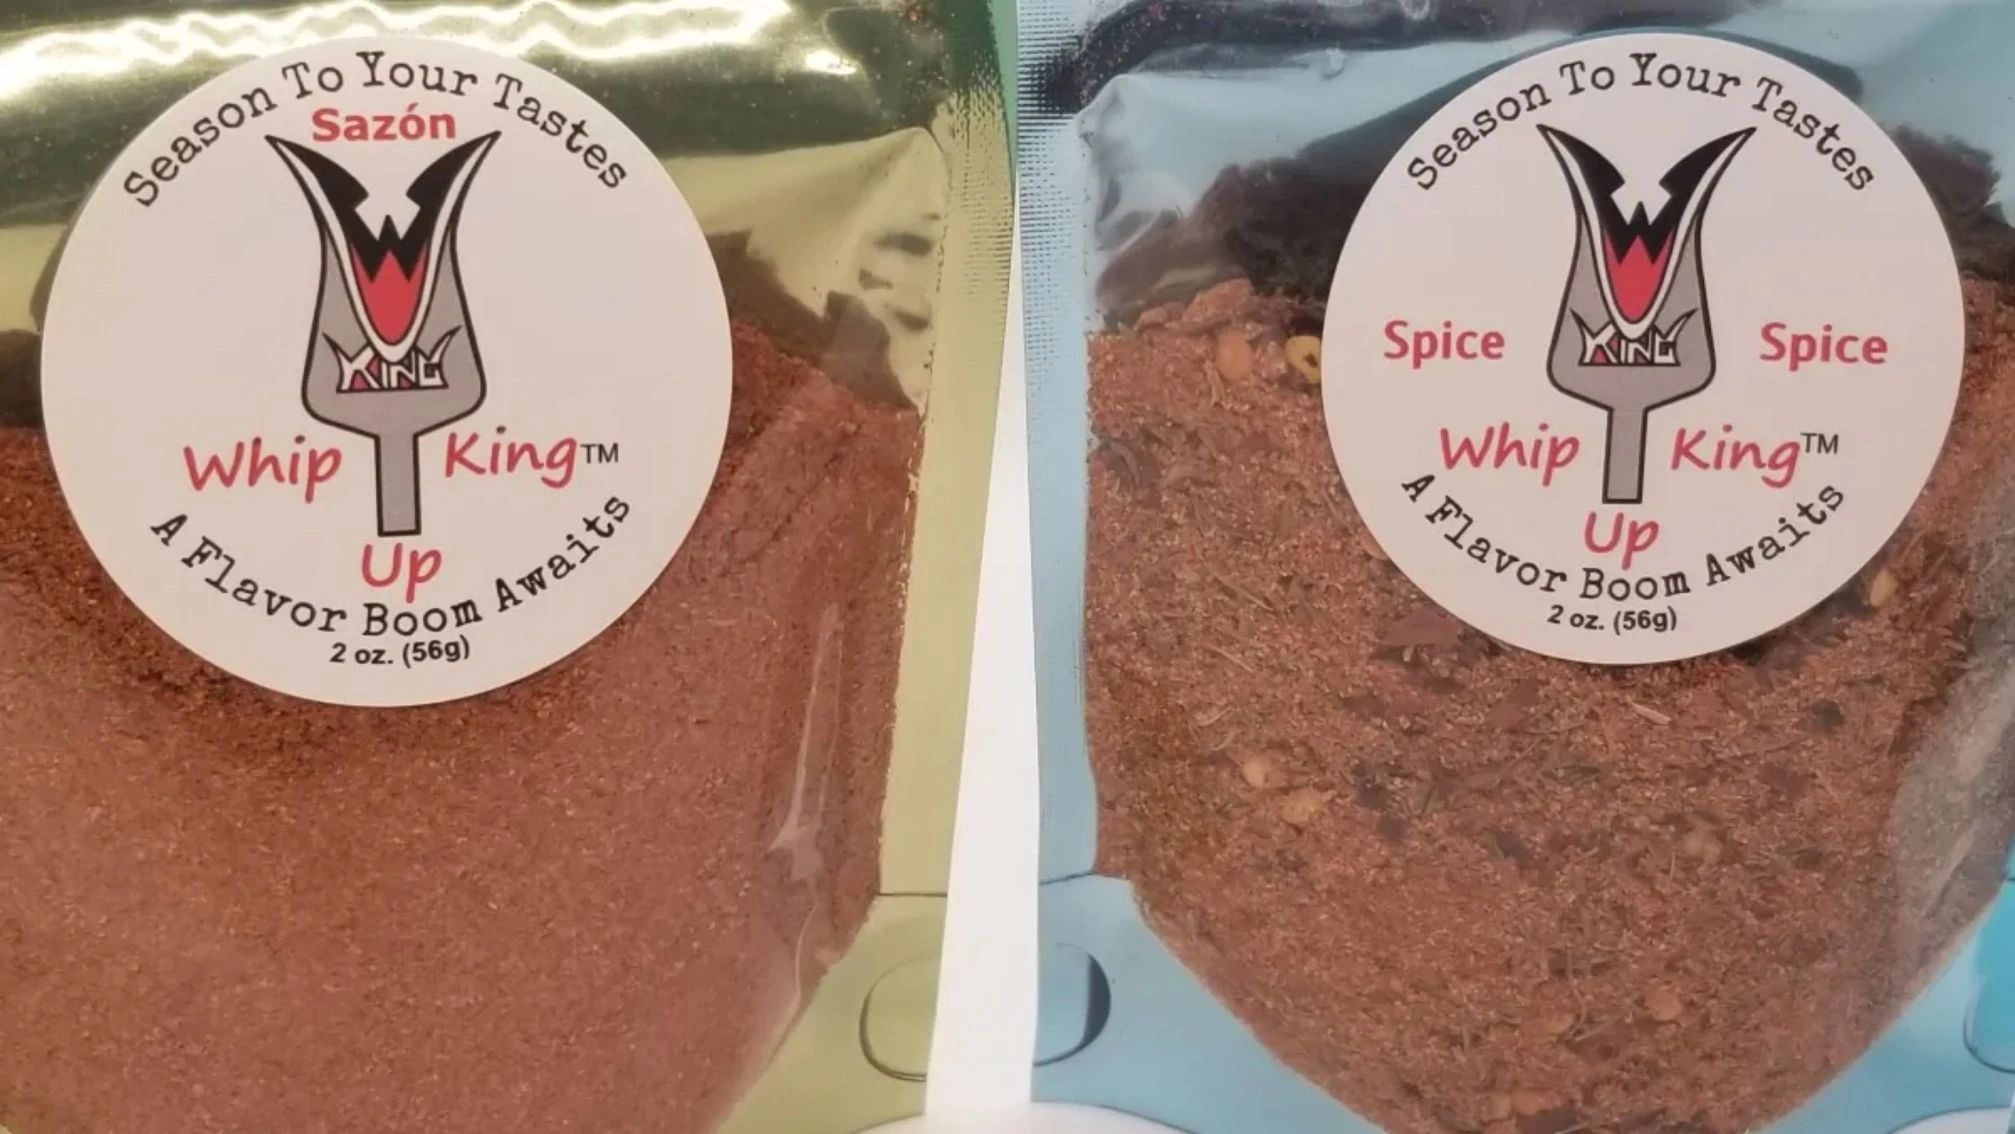 Season To Your Tastes
Sazón
KING
Whip King™
Up
A Flavor Boom Awaits
2 oz. (56g)
Season To Your Tastes
KING
Spice Spice
Whip King™
Up
A Flavor Boom Awaits
2 oz. (56g)